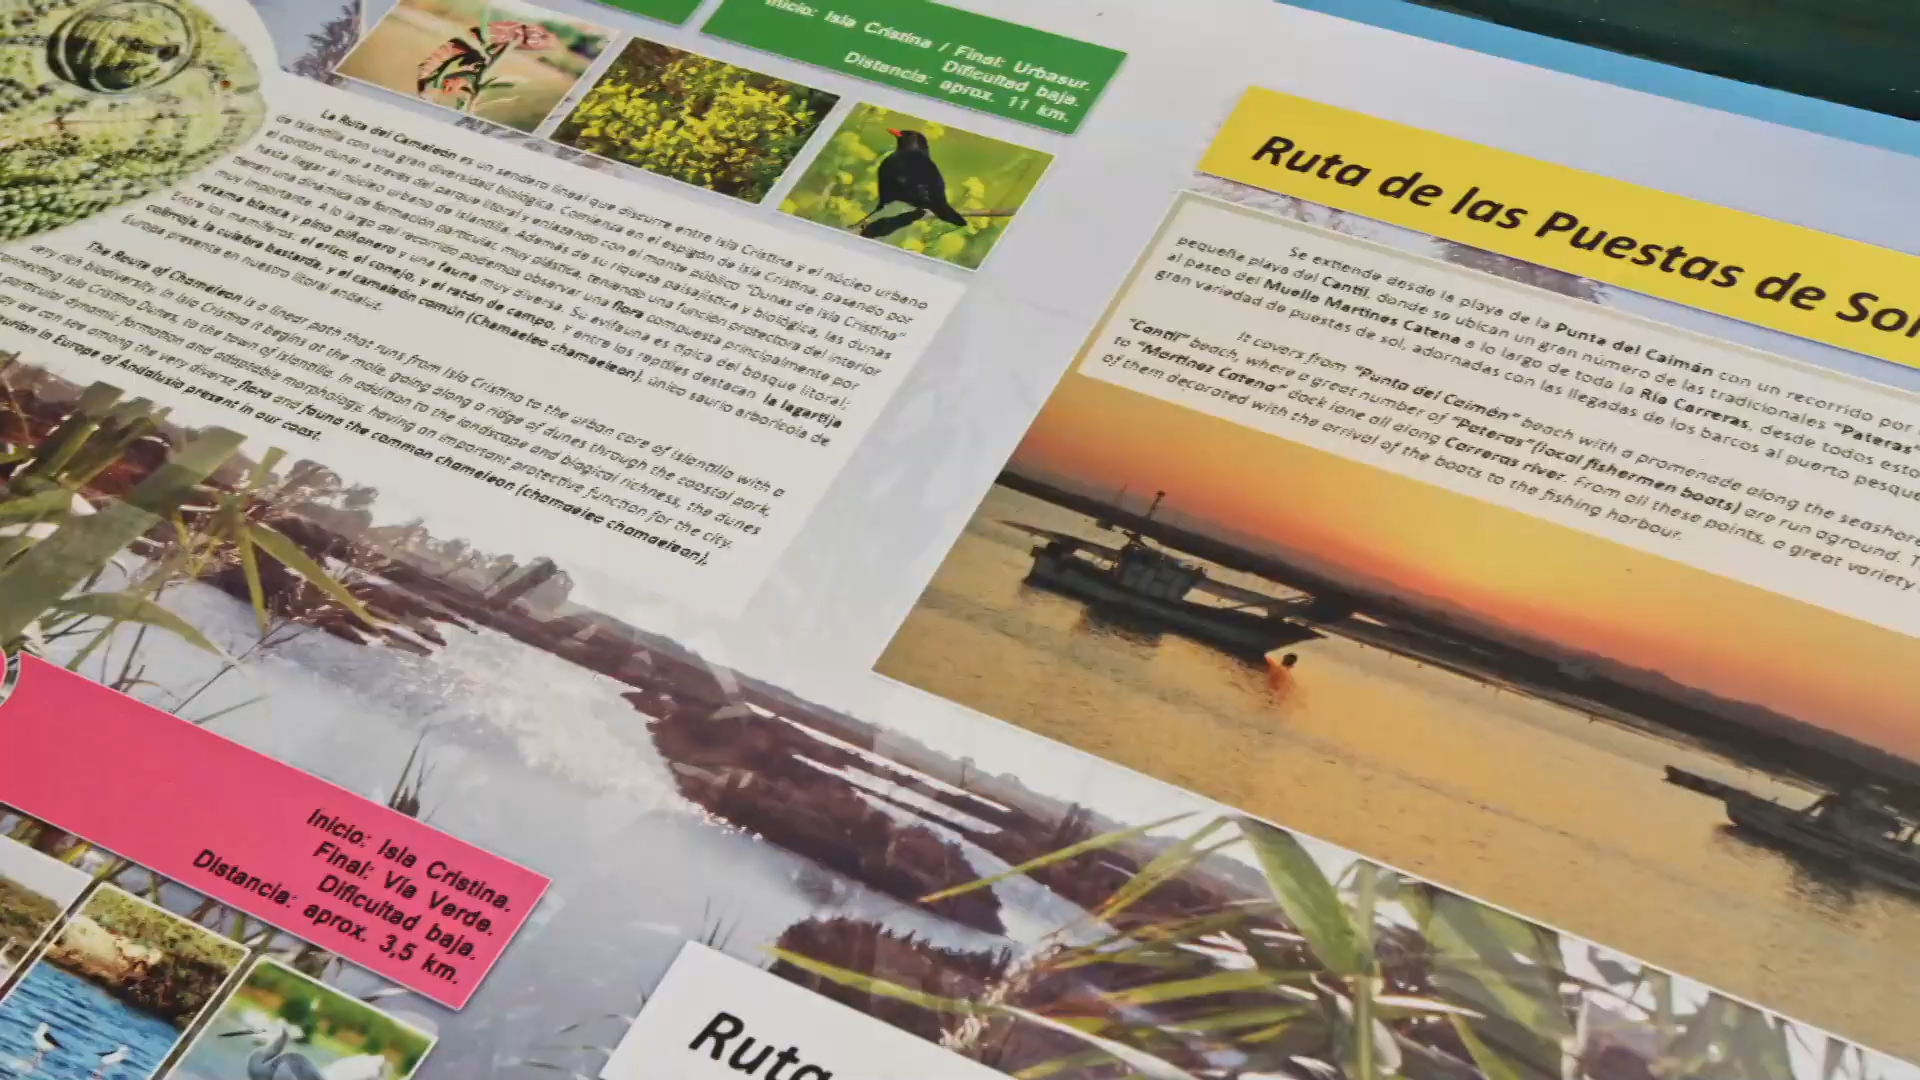 Inicio: Isla Cristina / Final: Urbasur.
Dificultad baja.
Distancia: aprox. 11 km.
La Ruta del Camaleón es un sendero lineal que discurre entre Isla Cristina y el núcleo urbano
de Islantilla con una gran diversidad biológica. Comienza en el espigón de Isla Cristina, pasando por
el cordón dunar a través del parque litoral y enlazando con el monte público "Dunas de Isla Cristina"
hasta llegar al núcleo urbano de Islantilla. Además de su riqueza paisajística y biológica, las dunas
tienen una dinámica de formación particular, muy plástica, teniendo una función protectora del interior
muy importante. A lo largo del recorrido podemos observar una flora compuesta principalmente por
retama blanca y pino piñonero y una fauna muy diversa. Su avifauna es típica del bosque litoral;
Entre los mamíferos: el erizo, el conejo, y el ratón de campo, y entre los reptiles destacan la lagartija
colirroja, la culebra bastarda, y el camaleón común (Chamaeleo chamaeleon), único saurio arborícola de
Europa presente en nuestro litoral andaluz.
The Route of Chameleon is a linear path that runs from Isla Cristina to the urban core of Islantilla with a
very rich biodiversity. In Isla Cristina it begins at the mole, going along a ridge of dunes through the coastal park,
connecting Isla Cristina Dunes, to the town of Islantilla. In addition to the landscape and biogical richness, the dunes
particular dynamic formation and adaptable morphology, having an important protective function for the city.
we can see among the very diverse flora and fauna the common chameleon (chamaeleo chamaeleon),
in Europe of Andalusia present in our coast.
Ruta de las Puestas de Sol
Se extiende desde la playa de la Punta del Caimán con un recorrido por
pequeña playa del Cantil, donde se ubican un gran número de las tradicionales "Pateras"
al paseo del Muelle Martínez Catena a lo largo de toda la Ría Carreras, desde todos esto
gran variedad de puestas de sol, adornadas con las llegadas de los barcos al puerto pesque
It covers from "Punta del Caimán" beach with a promenade along the seashore
"Cantil" beach, where a great number of "Pateras" (local fishermen boats) are run aground. T
to "Martínez Catena" dock lane all along Carreras river. From all these points, a great variety
of them decorated with the arrival of the boats to the fishing harbour.
Inicio: Isla Cristina.
Final: Vía Verde.
Dificultad baja.
Distancia: aprox. 3,5 km.
Ruta